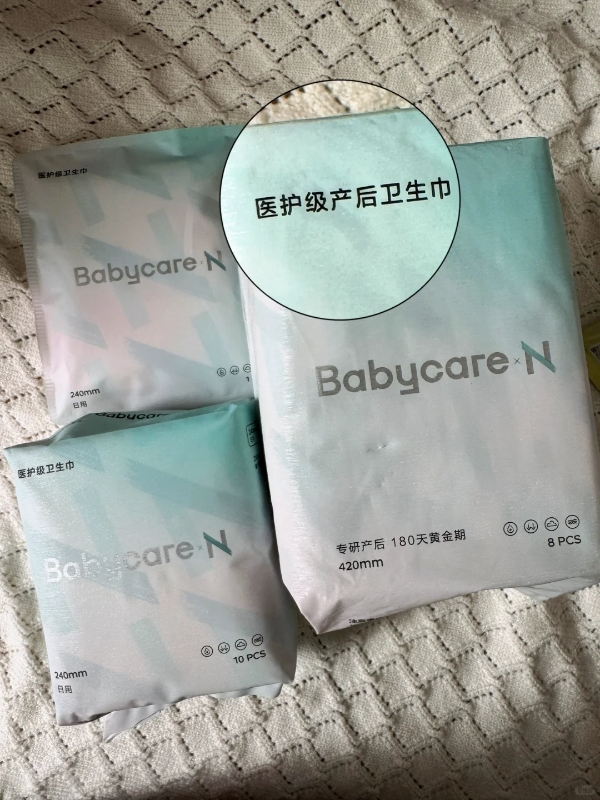 医护级产后卫生巾
Babycare × N
专研产后 180天黄金期
420mm
8 PCS
医护级卫生巾
Babycare × N
240mm
日用
1
Babycare
医护级卫生巾
Babycare × N
10 PCS
240mm
日用